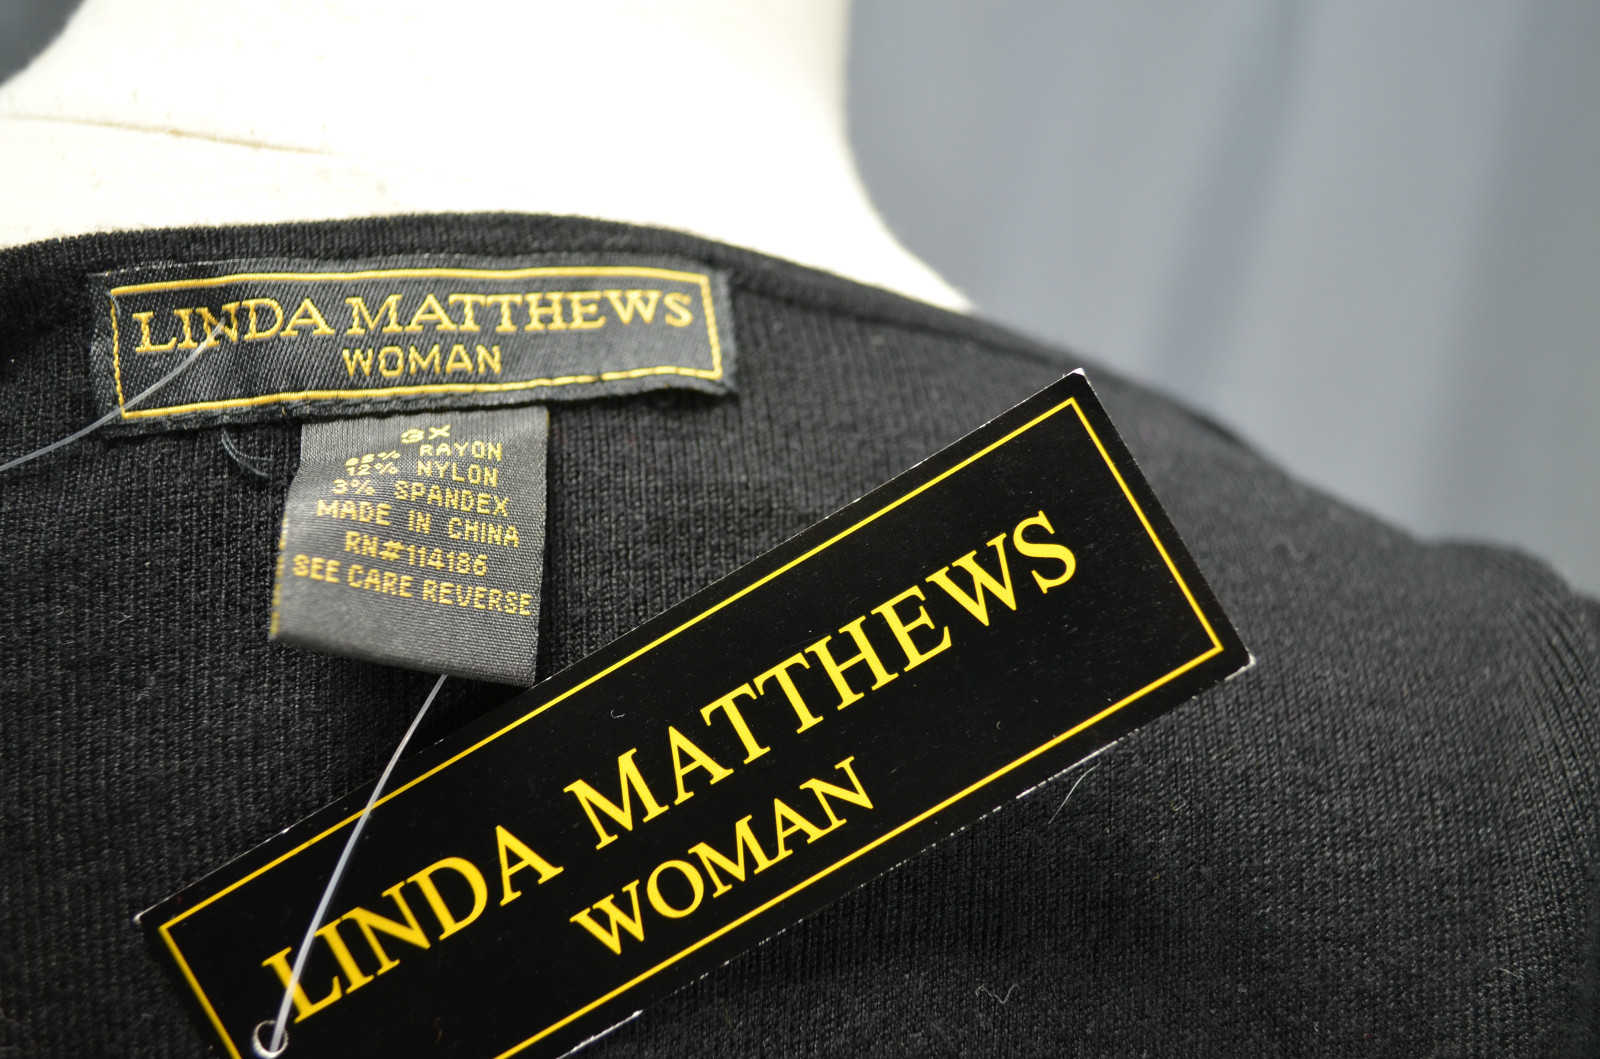 LINDA MATTHEWS
WOMAN
3X
85% RAYON
12% NYLON
3% SPANDEX
MADE IN CHINA
RN#114186
SEE CARE REVERSE
LINDA MATTHEWS
WOMAN